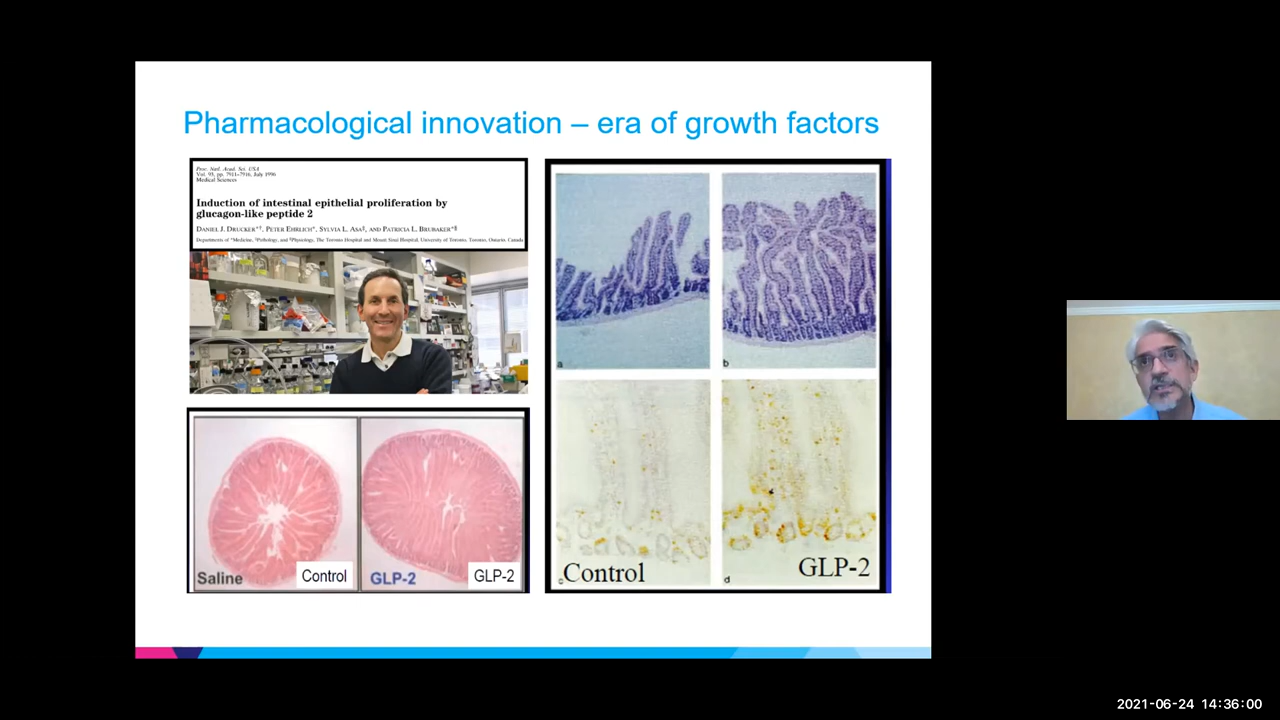 Pharmacological innovation – era of growth factors
Proc. Natl. Acad. Sci. USA
Vol. 93, pp. 7911–7916, July 1996
Medical Sciences
Induction of intestinal epithelial proliferation by
glucagon-like peptide 2
DANIEL J. DRUCKER*†, PETER EHRLICH*, SYLVIA L. ASA‡, AND PATRICIA L. BRUBAKER*§
Departments of *Medicine, ‡Pathology, and §Physiology, The Toronto Hospital and Mount Sinai Hospital, University of Toronto, Toronto, Ontario, Canada
Saline
Control
GLP-2
GLP-2
a
b
c
Control
d
GLP-2
2021-06-24 14:36:00